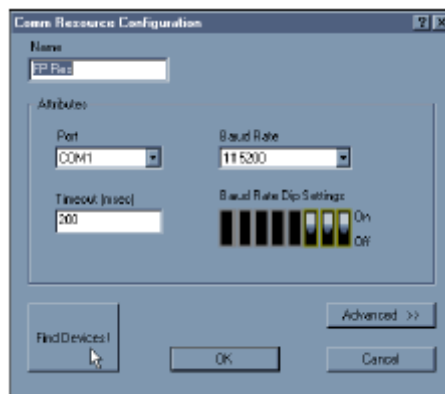 Comm Resource Configuration
Name
FP Res
Attributes
Port
Baud Rate
COM1
115200
Timeout (msec)
Baud Rate Dip Settings
200
On
Off
Find Devices!
Advanced >>
OK
Cancel